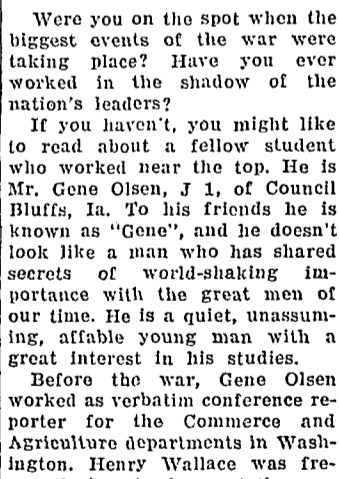 Were you on the spot when the
biggest events of the war were
taking place? Have you ever
worked in the shadow of the
nation's leaders?
If you haven't, you might like
to read about a fellow student
who worked near the top. He is
Mr. Gene Olsen, J 1, of Council
Bluffs, Ia. To his friends he is
known as "Gene", and he doesn't
look like a man who has shared
secrets of world-shaking im-
portance with the great men of
our time. He is a quiet, unassum-
ing, affable young man with a
great interest in his studies.
Before the war, Gene Olsen
worked as verbatim conference re-
porter for the Commerce and
Agriculture departments in Wash-
ington. Henry Wallace was fre-